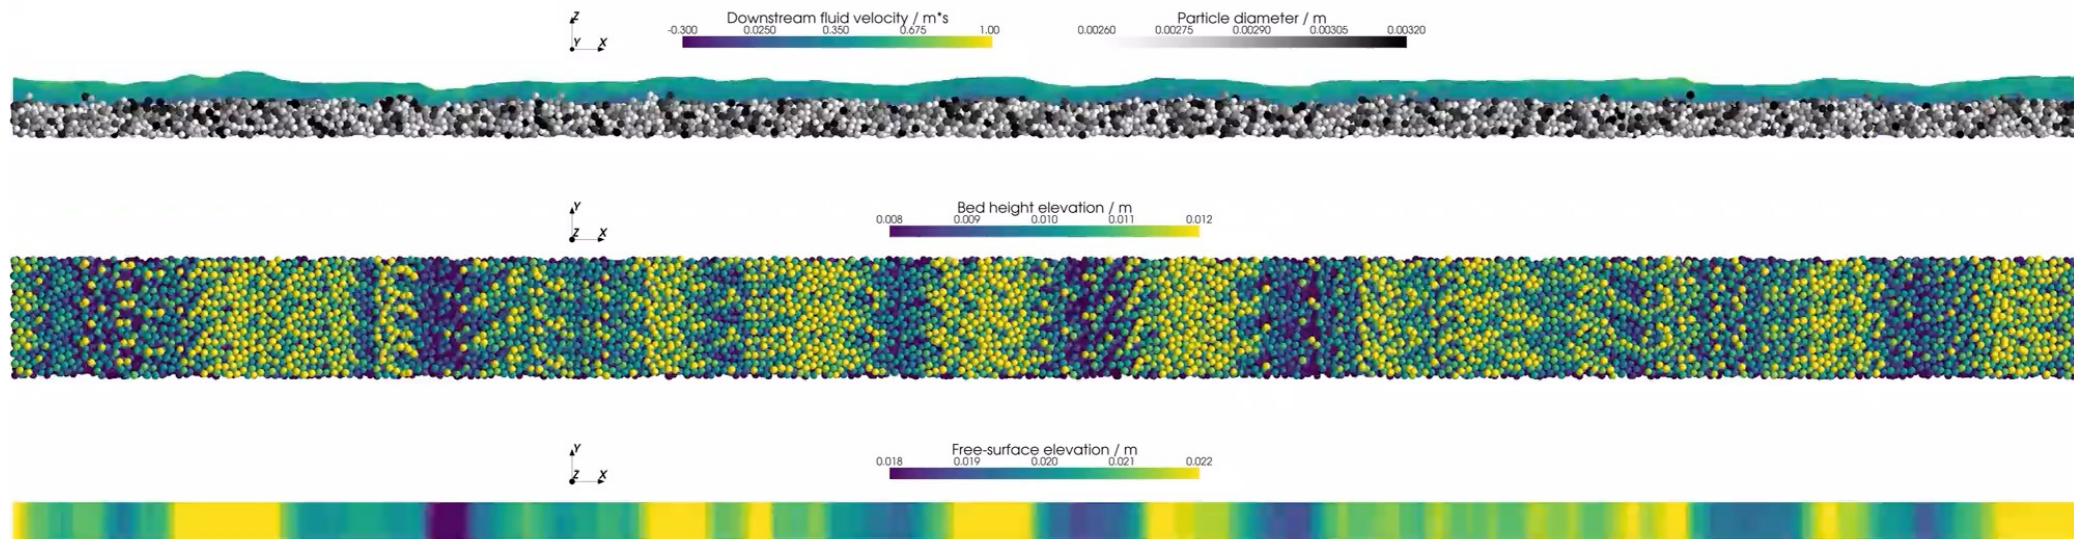 Z
Downstream fluid velocity / m*s
Particle diameter / m
-0.300 0.0250 0.350 0.675 1.00
0.00260 0.00275 0.00290 0.00305 0.00320
Y X
Y
Bed height elevation / m
0.008 0.009 0.010 0.011 0.012
Z X
Y
Free-surface elevation / m
0.018 0.019 0.020 0.021 0.022
Z X